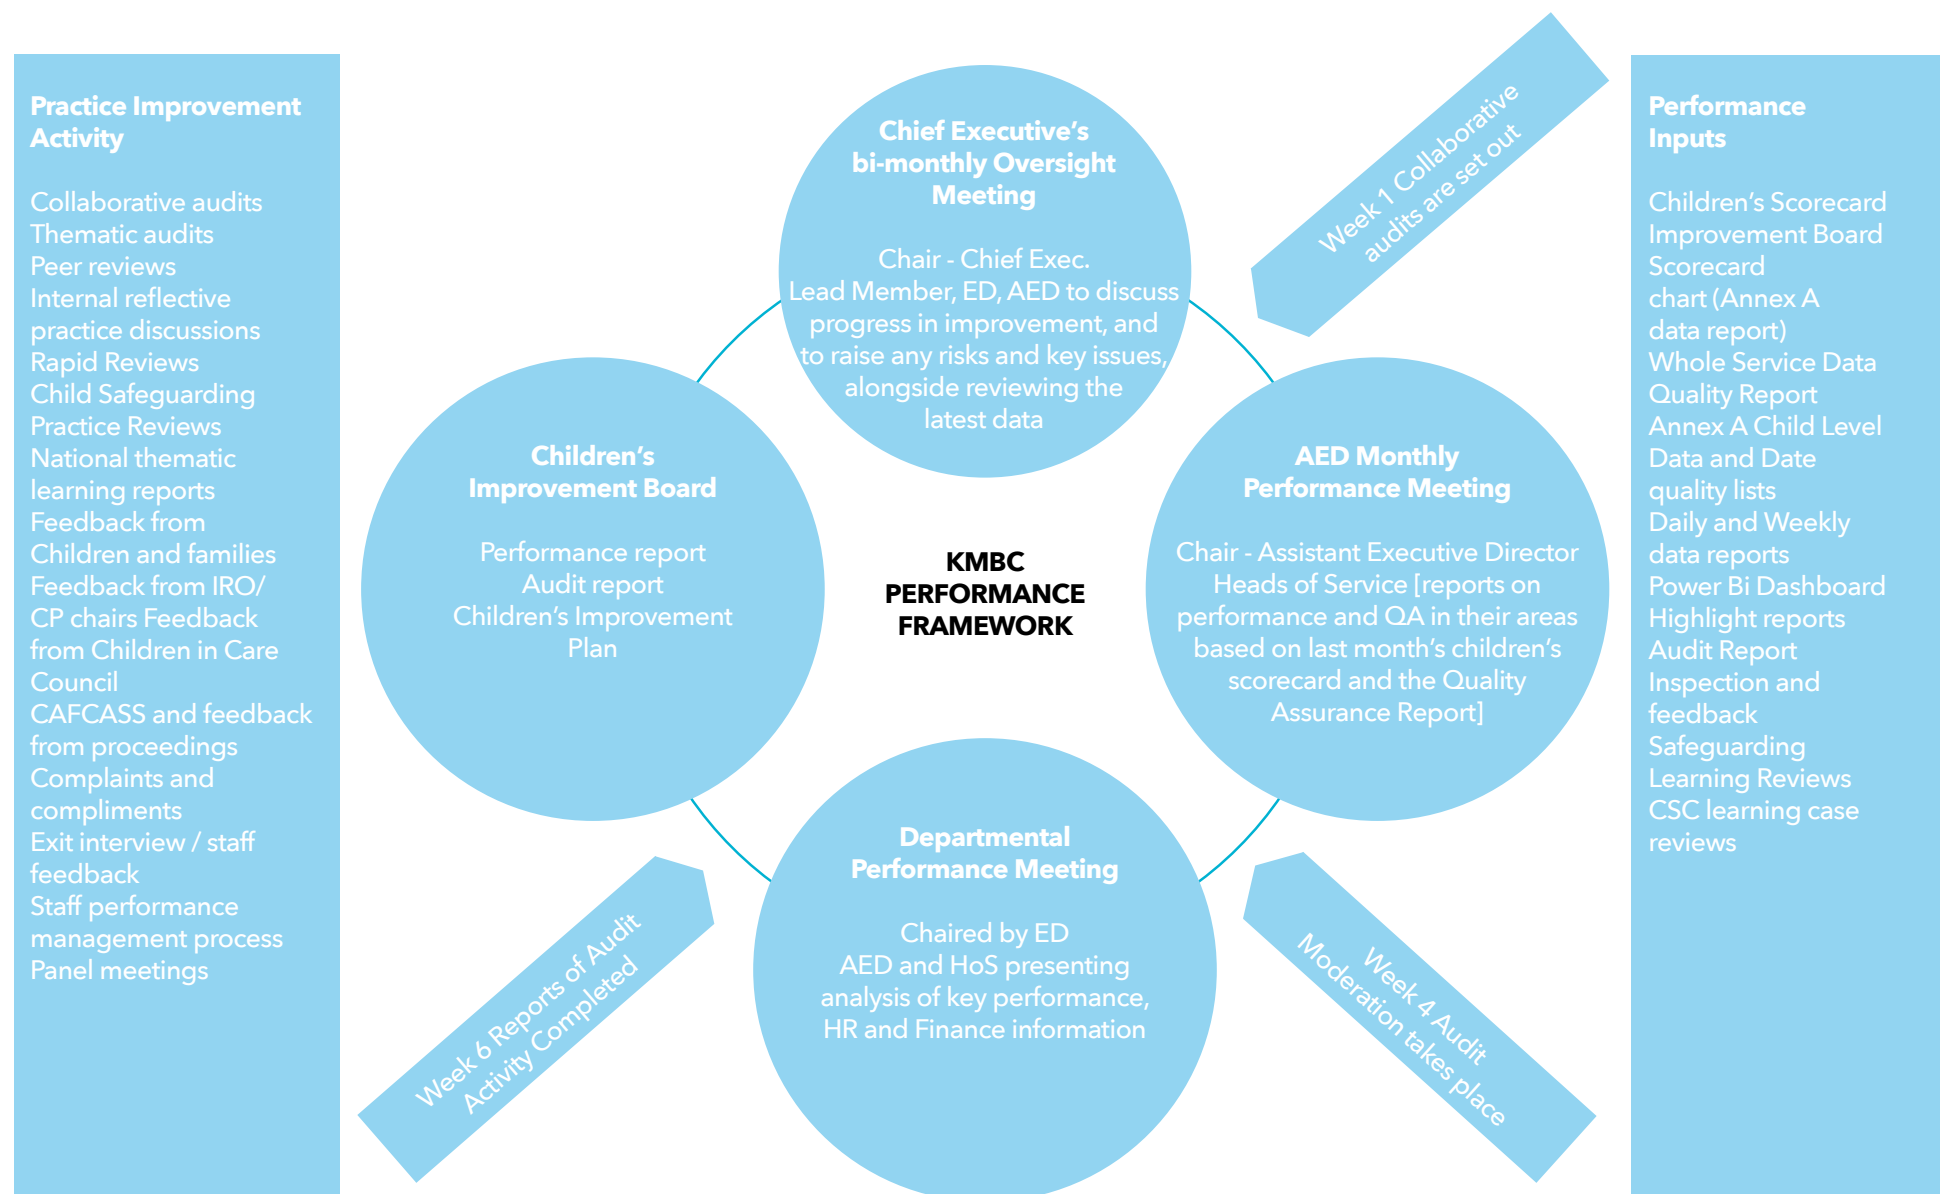 Practice Improvement
Activity
Collaborative audits
Thematic audits
Peer reviews
Internal reflective
practice discussions
Rapid Reviews
Child Safeguarding
Practice Reviews
National thematic
learning reports
Feedback from
Children and families
Feedback from IRO/
CP chairs Feedback
from Children in Care
Council
CAFCASS and feedback
from proceedings
Complaints and
compliments
Exit interview / staff
feedback
Staff performance
management process
Panel meetings
Chief Executive's
bi-monthly Oversight
Meeting
Chair - Chief Exec.
Lead Member, ED, AED to discuss
progress in improvement, and
to raise any risks and key issues,
alongside reviewing the
latest data
Week 1 Collaborative
audits are set out
Children's
Improvement Board
Performance report
Audit report
Children's Improvement
Plan
KMBC
PERFORMANCE
FRAMEWORK
AED Monthly
Performance Meeting
Chair - Assistant Executive Director
Heads of Service [reports on
performance and QA in their areas
based on last month's children's
scorecard and the Quality
Assurance Report]
Departmental
Performance Meeting
Chaired by ED
AED and HoS presenting
analysis of key performance,
HR and Finance information
Week 6 Reports of Audit
Activity Completed
Week 4 Audit
Moderation takes place
Performance
Inputs
Children's Scorecard
Improvement Board
Scorecard
chart (Annex A
data report)
Whole Service Data
Quality Report
Annex A Child Level
Data and Date
quality lists
Daily and Weekly
data reports
Power Bi Dashboard
Highlight reports
Audit Report
Inspection and
feedback
Safeguarding
Learning Reviews
CSC learning case
reviews